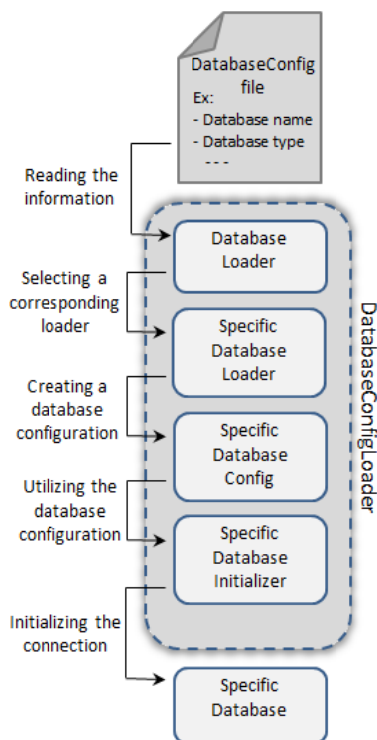 DatabaseConfig
file
Ex:
- Database name
- Database type
- - -
Reading the
information
Database
Loader
Selecting a
corresponding
loader
Specific
Database
Loader
Creating a
database
configuration
Specific
Database
Config
Utilizing the
database
configuration
Specific
Database
Initializer
Initializing the
connection
Specific
Database
DatabaseConfigLoader